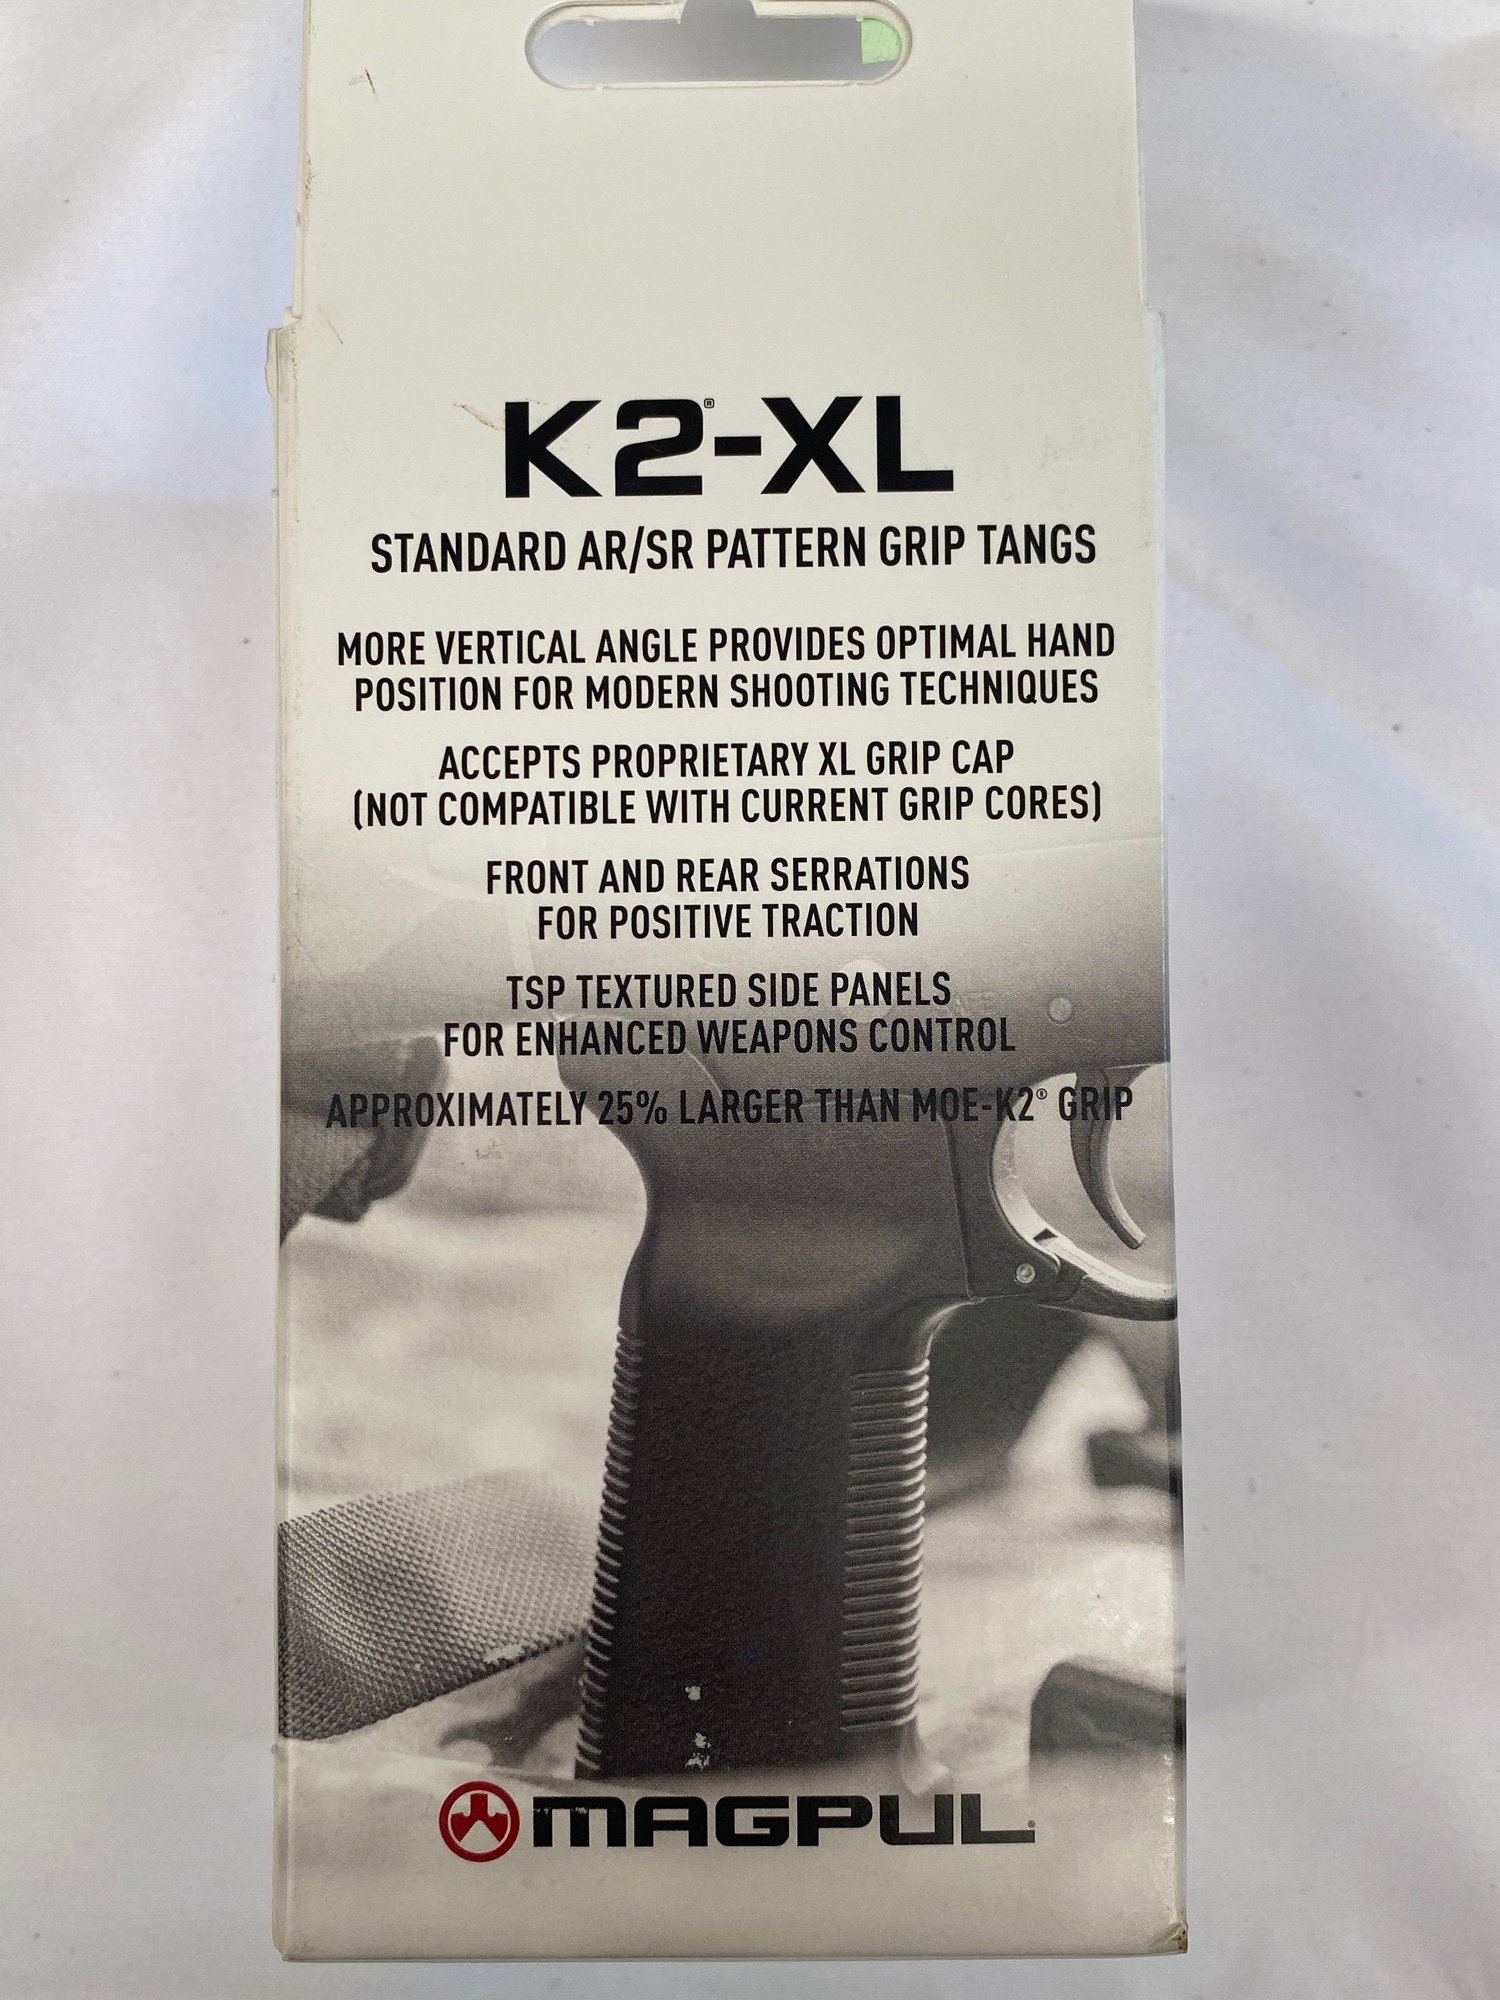 K2®-XL
STANDARD AR/SR PATTERN GRIP TANGS
MORE VERTICAL ANGLE PROVIDES OPTIMAL HAND
POSITION FOR MODERN SHOOTING TECHNIQUES
ACCEPTS PROPRIETARY XL GRIP CAP
(NOT COMPATIBLE WITH CURRENT GRIP CORES)
FRONT AND REAR SERRATIONS
FOR POSITIVE TRACTION
TSP TEXTURED SIDE PANELS
FOR ENHANCED WEAPONS CONTROL
APPROXIMATELY 25% LARGER THAN MOE-K2® GRIP
MAGPUL®